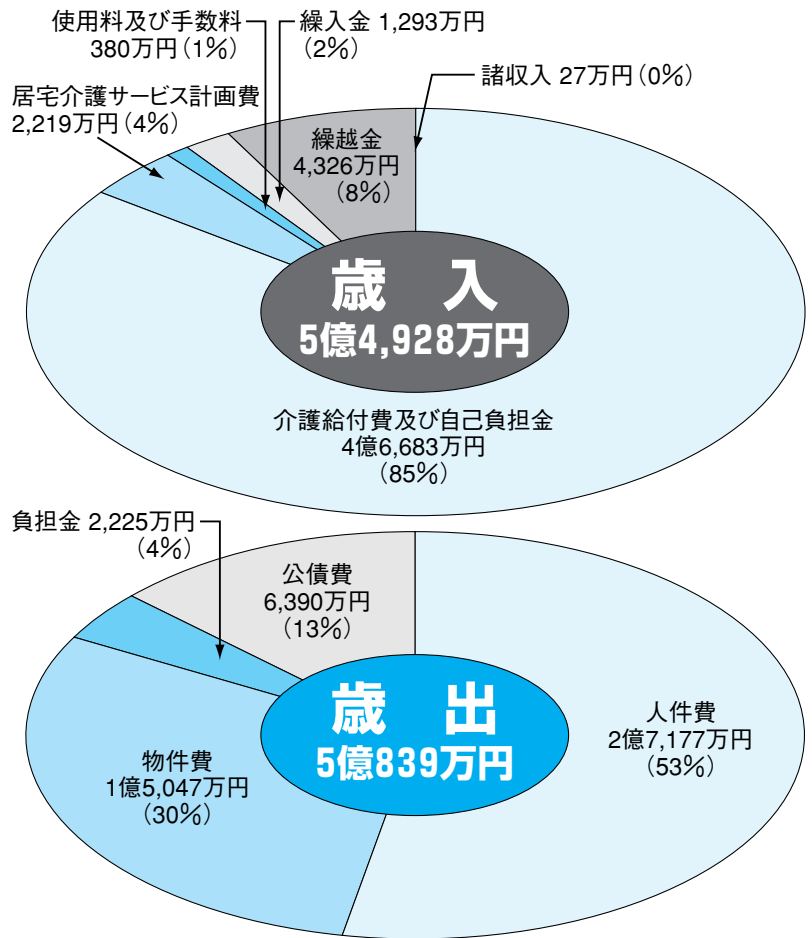 使用料及び手数料
380万円(1%)
繰入金 1,293万円
(2%)
諸収入 27万円(0%)
居宅介護サービス計画費
2,219万円(4%)
繰越金
4,326万円
(8%)
歳 入
5億4,928万円
介護給付費及び自己負担金
4億6,683万円
(85%)
負担金 2,225万円
(4%)
公債費
6,390万円
(13%)
歳 出
5億839万円
人件費
2億7,177万円
(53%)
物件費
1億5,047万円
(30%)